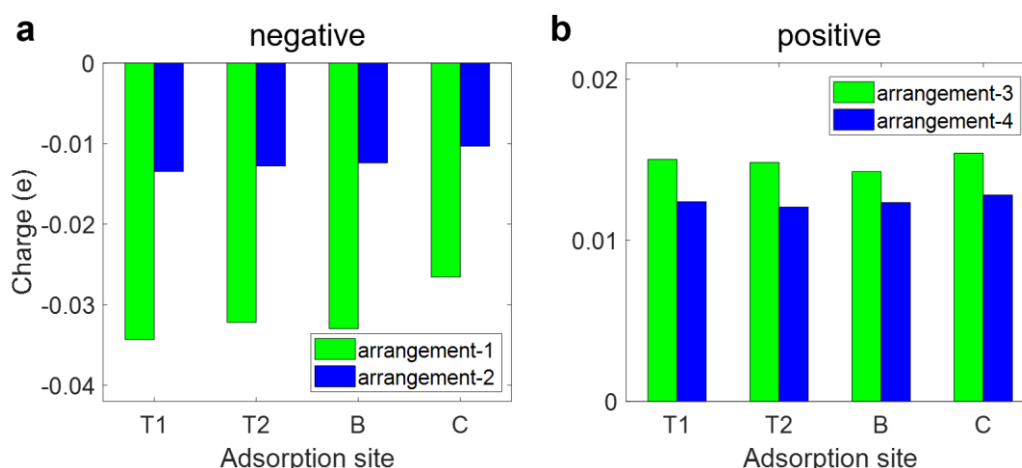 a
negative
0
-0.01
-0.02
-0.03
-0.04
Charge (e)
arrangement-1
arrangement-2
T1 T2 B C
Adsorption site
b
positive
0.02
0.01
0
arrangement-3
arrangement-4
T1 T2 B C
Adsorption site